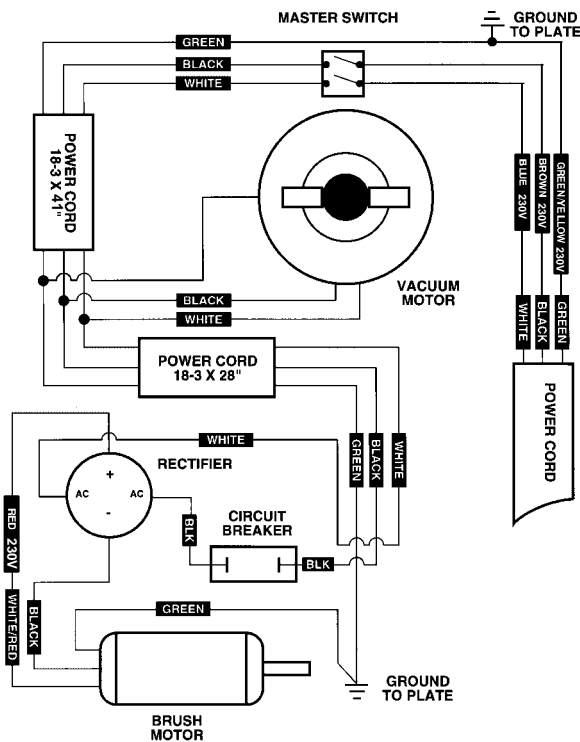 MASTER SWITCH
GROUND
TO PLATE
GREEN
BLACK
WHITE
POWER CORD
18-3 X 41"
BLUE 230V
BROWN 230V
GREEN/YELLOW 230V
VACUUM
MOTOR
BLACK
WHITE
WHITE
BLACK
GREEN
POWER CORD
18-3 X 28"
POWER CORD
WHITE
GREEN
BLACK
WHITE
RECTIFIER
+
AC
AC
-
RED 230V
BLK
CIRCUIT
BREAKER
BLK
WHITE/RED
BLACK
GREEN
GROUND
TO PLATE
BRUSH
MOTOR